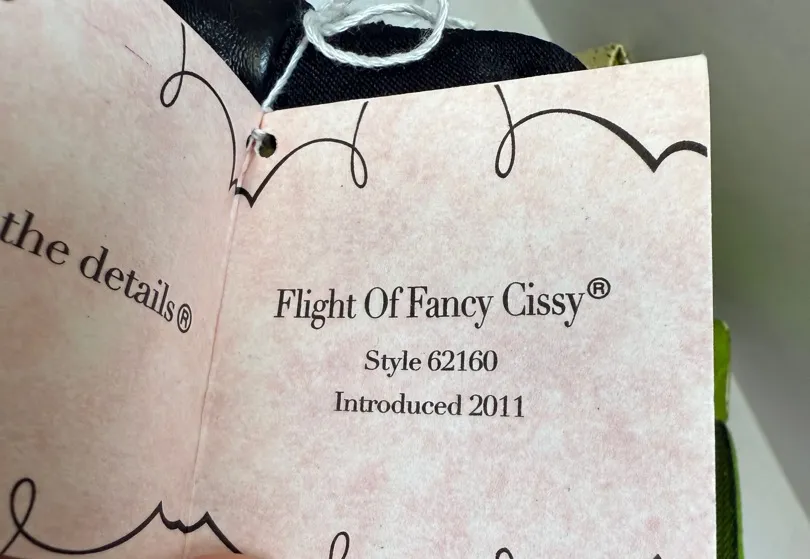 the details®
Flight Of Fancy Cissy®
Style 62160
Introduced 2011